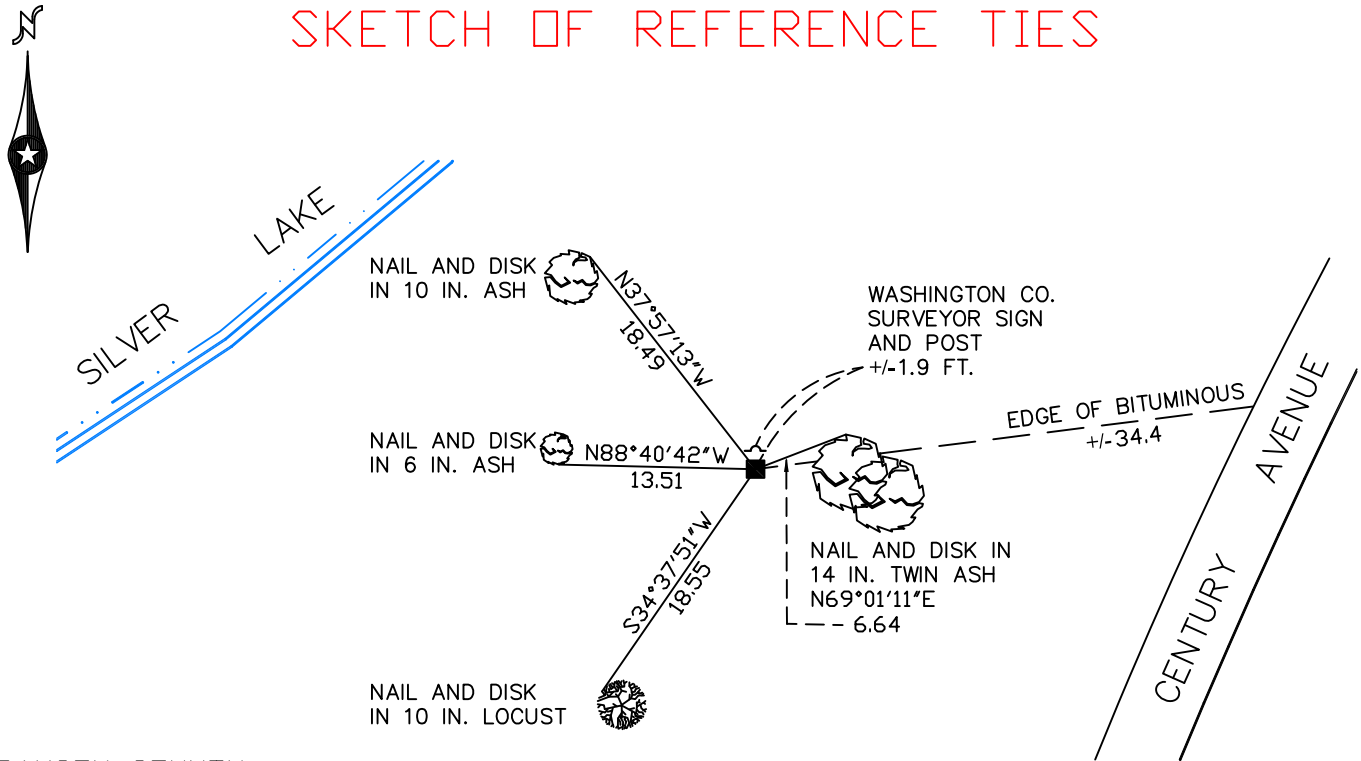 SKETCH OF REFERENCE TIES
N
SILVER LAKE
NAIL AND DISK
IN 10 IN. ASH
N37°57'13"W
18.49
WASHINGTON CO.
SURVEYOR SIGN
AND POST
+/-1.9 FT.
NAIL AND DISK
IN 6 IN. ASH
N88°40'42"W
13.51
EDGE OF BITUMINOUS
+/-34.4
CENTURY AVENUE
S34°37'51"W
18.55
NAIL AND DISK IN
14 IN. TWIN ASH
N69°01'11"E
6.64
NAIL AND DISK
IN 10 IN. LOCUST